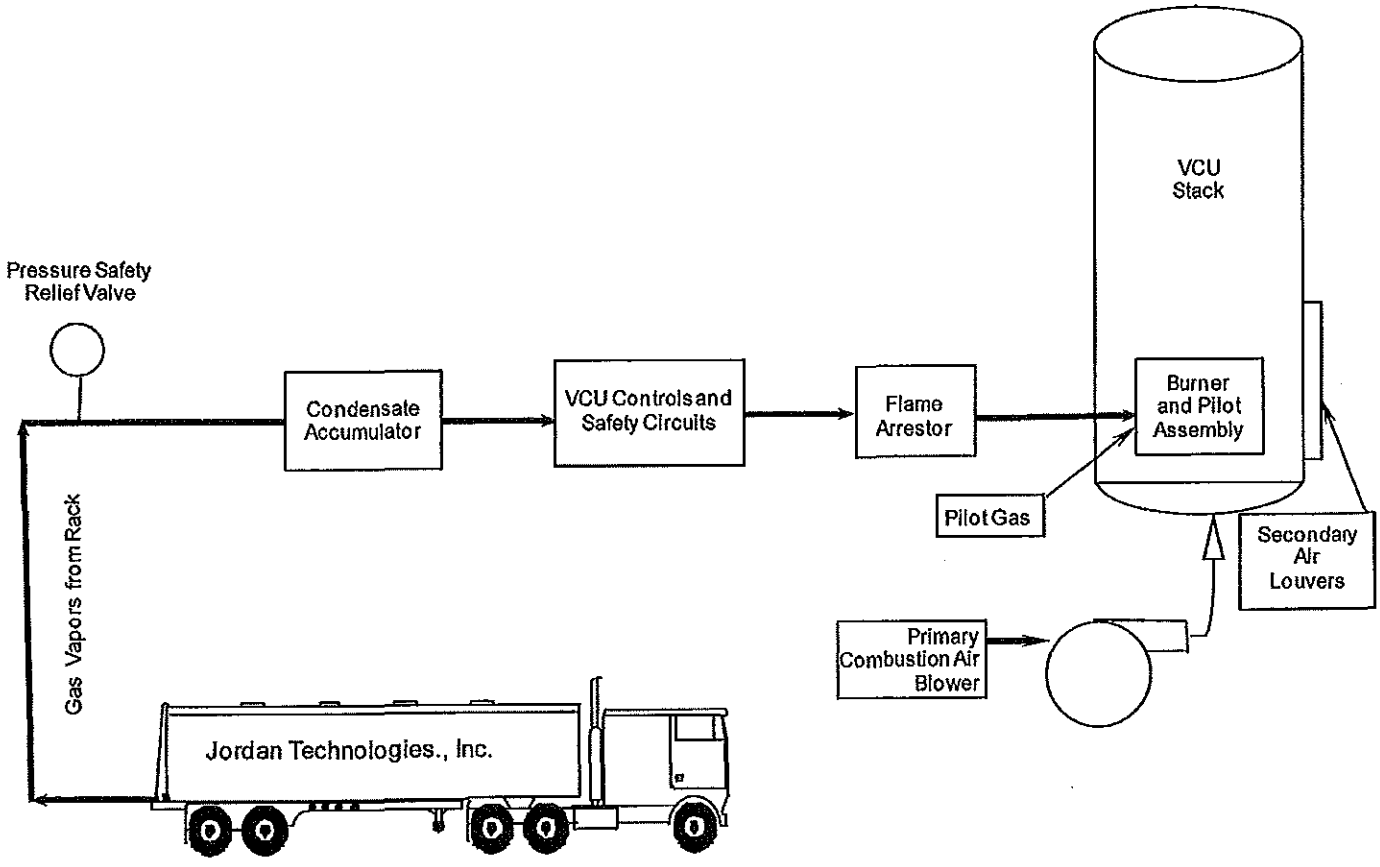 VCU
Stack
Pressure Safety
Relief Valve
Condensate
Accumulator
VCU Controls and
Safety Circuits
Flame
Arrestor
Burner
and Pilot
Assembly
Pilot Gas
Secondary
Air
Louvers
Primary
Combustion Air
Blower
Gas Vapors from Rack
Jordan Technologies., Inc.